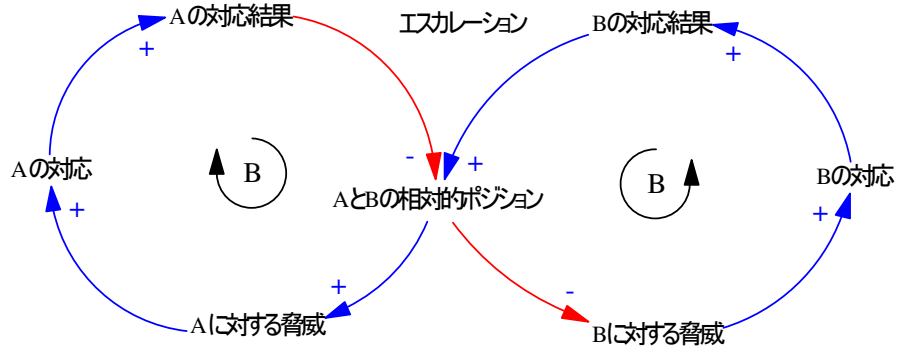 エスカレーション
Aの対応結果
Bの対応結果
+
+
-
+
Aの対応
B
B
Bの対応
AとBの相対的ポジション
+
+
+
-
Aに対する脅威
Bに対する脅威